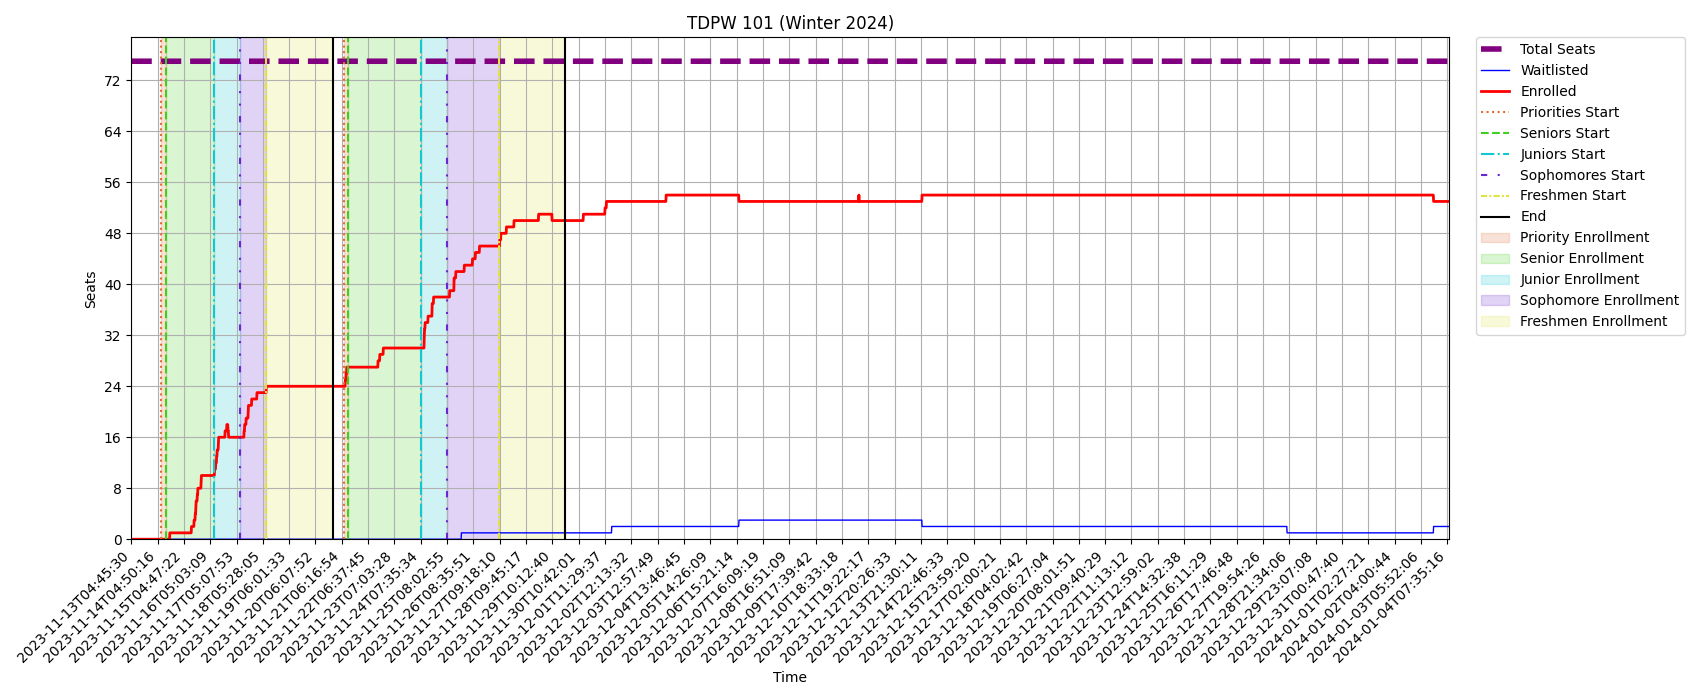 TDPW 101 (Winter 2024)
Seats
72
64
56
48
40
32
24
16
8
0
2023-11-13T04:45:30
2023-11-14T04:50:16
2023-11-15T04:47:22
2023-11-16T05:03:09
2023-11-17T05:07:53
2023-11-18T05:28:05
2023-11-19T06:01:33
2023-11-20T06:07:52
2023-11-21T06:16:54
2023-11-22T06:37:45
2023-11-23T07:03:28
2023-11-24T07:35:34
2023-11-25T08:02:55
2023-11-26T08:35:51
2023-11-27T09:18:10
2023-11-28T09:45:17
2023-11-29T10:12:40
2023-11-30T10:42:01
2023-12-01T11:29:37
2023-12-02T12:13:32
2023-12-03T12:57:49
2023-12-04T13:46:45
2023-12-05T14:26:09
2023-12-06T15:21:14
2023-12-07T16:09:19
2023-12-08T16:51:09
2023-12-09T17:39:42
2023-12-10T18:33:18
2023-12-11T19:22:17
2023-12-12T20:26:33
2023-12-13T21:30:11
2023-12-14T22:46:33
2023-12-15T23:59:20
2023-12-17T02:00:21
2023-12-18T04:02:42
2023-12-19T06:27:04
2023-12-20T08:01:51
2023-12-21T09:40:29
2023-12-22T11:13:12
2023-12-23T12:59:02
2023-12-24T14:32:38
2023-12-25T16:11:29
2023-12-26T17:46:48
2023-12-27T19:54:26
2023-12-28T21:34:06
2023-12-29T23:07:08
2023-12-31T00:47:40
2024-01-01T02:27:21
2024-01-02T04:00:44
2024-01-03T05:52:06
2024-01-04T07:35:16
Time
Total Seats
Waitlisted
Enrolled
Priorities Start
Seniors Start
Juniors Start
Sophomores Start
Freshmen Start
End
Priority Enrollment
Senior Enrollment
Junior Enrollment
Sophomore Enrollment
Freshmen Enrollment